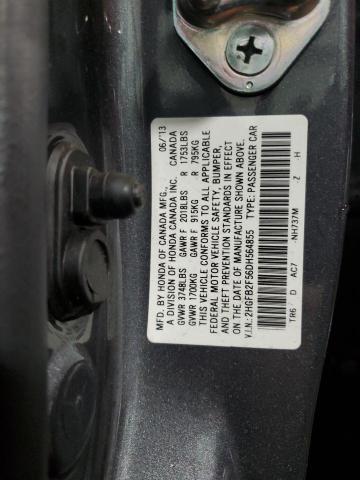 MFD. BY HONDA OF CANADA MFG., 06/13
A DIVISION OF HONDA CANADA INC. CANADA
GVWR 3748LBS GAWR F 2018LBS R 1753LBS
GVWR 1700KG GAWR F 915KG R 795KG
THIS VEHICLE CONFORMS TO ALL APPLICABLE
FEDERAL MOTOR VEHICLE SAFETY, BUMPER,
AND THEFT PREVENTION STANDARDS IN EFFECT
ON THE DATE OF MANUFACTURE SHOWN ABOVE.
V.I.N.: 2HGFB2F56DH564855 TYPE: PASSENGER CAR
TR6 D AC7 -NH737M -Z -H